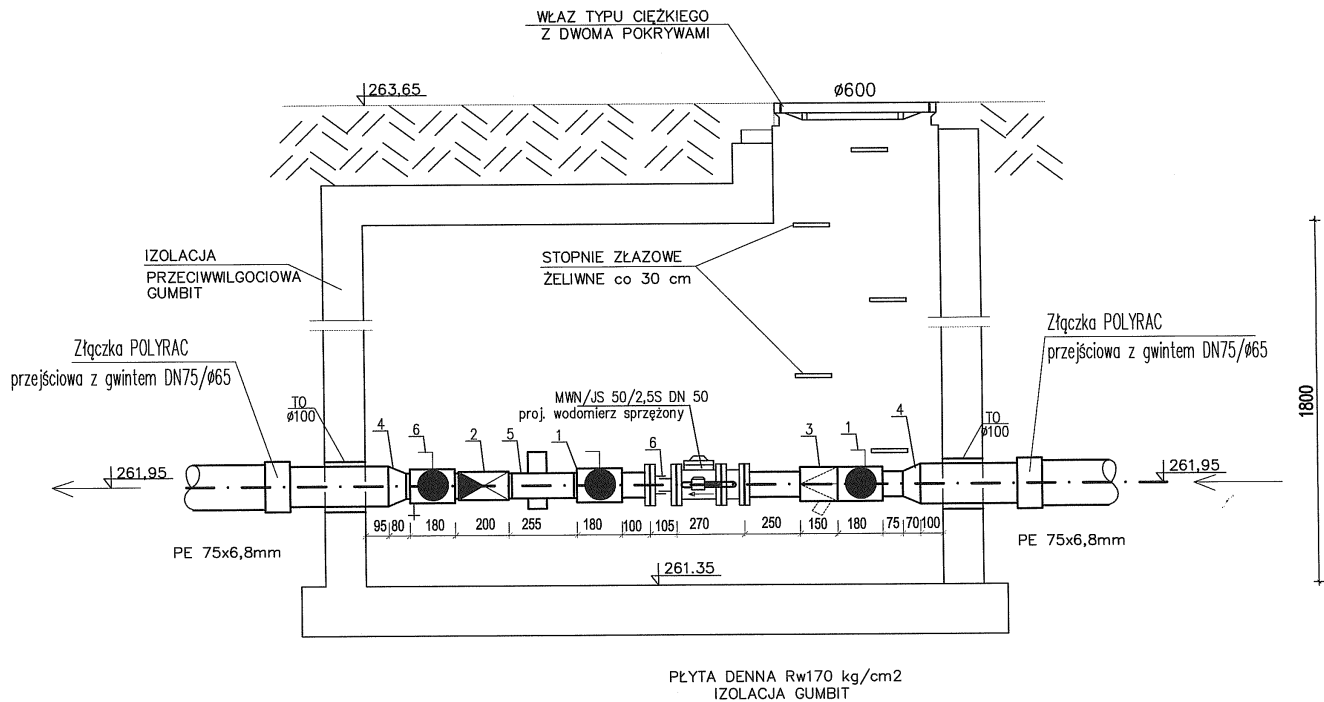 WŁAZ TYPU CIĘŻKIEGO
Z DWOMA POKRYWAMI
263,65
Ø600
IZOLACJA
PRZECIWWILGOCIOWA
GUMBIT
STOPNIE ZŁAZOWE
ŻELIWNE co 30 cm
Złączka POLYRAC
przejściowa z gwintem DN75/Ø65
Złączka POLYRAC
przejściowa z gwintem DN75/Ø65
1800
MWN/JS 50/2,5S DN 50
proj. wodomierz sprzężony
TO
Ø100
TO
Ø100
4
6
2
5
1
6
3
1
4
261,95
261,95
95
80
180
200
255
180
100
105
270
250
150
180
75
70
100
PE 75x6,8mm
PE 75x6,8mm
261.35
PŁYTA DENNA Rw170 kg/cm2
IZOLACJA GUMBIT